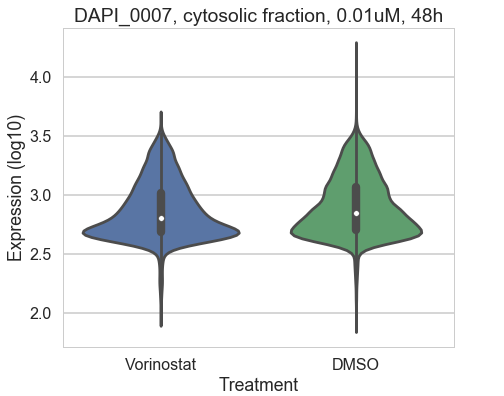 DAPI_0007, cytosolic fraction, 0.01uM, 48h
Expression (log10)
4.0
3.5
3.0
2.5
2.0
Vorinostat
DMSO
Treatment